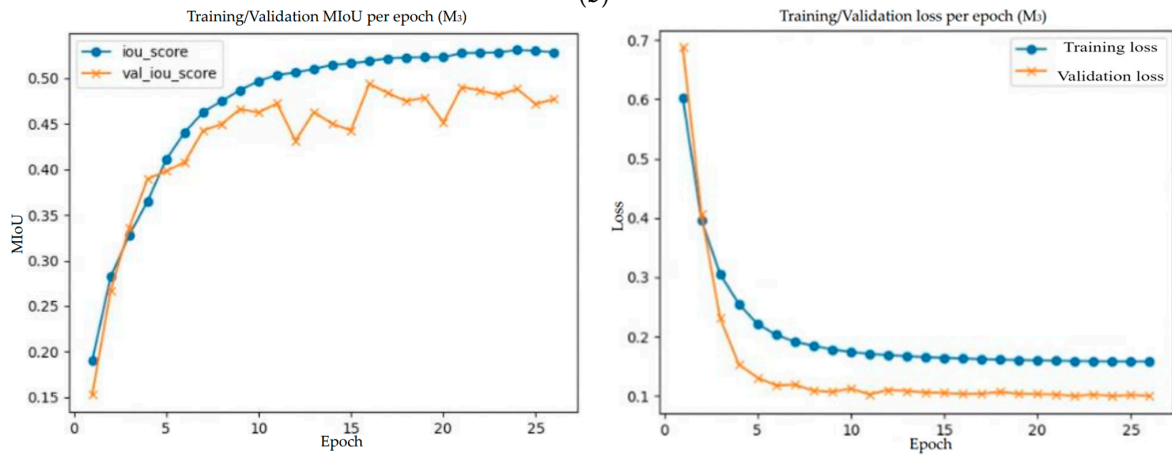 Training/Validation MIoU per epoch (M₃)
iou_score
val_iou_score
0.50
0.45
0.40
0.35
0.30
0.25
0.20
0.15
MIoU
0 5 10 15 20 25
Epoch
Training/Validation loss per epoch (M₃)
Training loss
Validation loss
0.7
0.6
0.5
0.4
0.3
0.2
0.1
Loss
0 5 10 15 20 25
Epoch